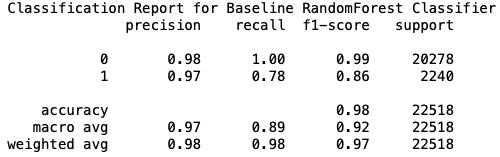 Classification Report for Baseline RandomForest Classifier
precision recall f1-score support
0 0.98 1.00 0.99 20278
1 0.97 0.78 0.86 2240
accuracy 0.98 22518
macro avg 0.97 0.89 0.92 22518
weighted avg 0.98 0.98 0.97 22518